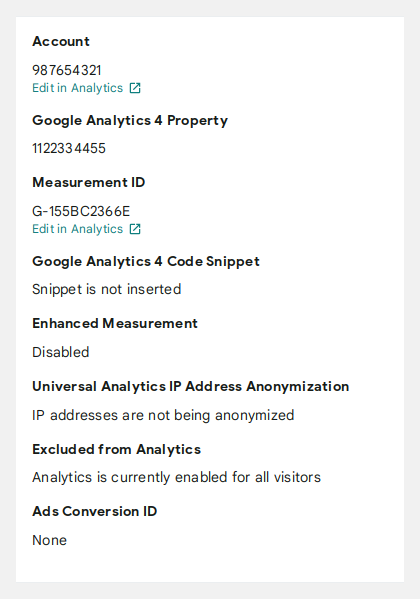 Account
987654321
Edit in Analytics
Google Analytics 4 Property
1122334455
Measurement ID
G-155BC2366E
Edit in Analytics
Google Analytics 4 Code Snippet
Snippet is not inserted
Enhanced Measurement
Disabled
Universal Analytics IP Address Anonymization
IP addresses are not being anonymized
Excluded from Analytics
Analytics is currently enabled for all visitors
Ads Conversion ID
None